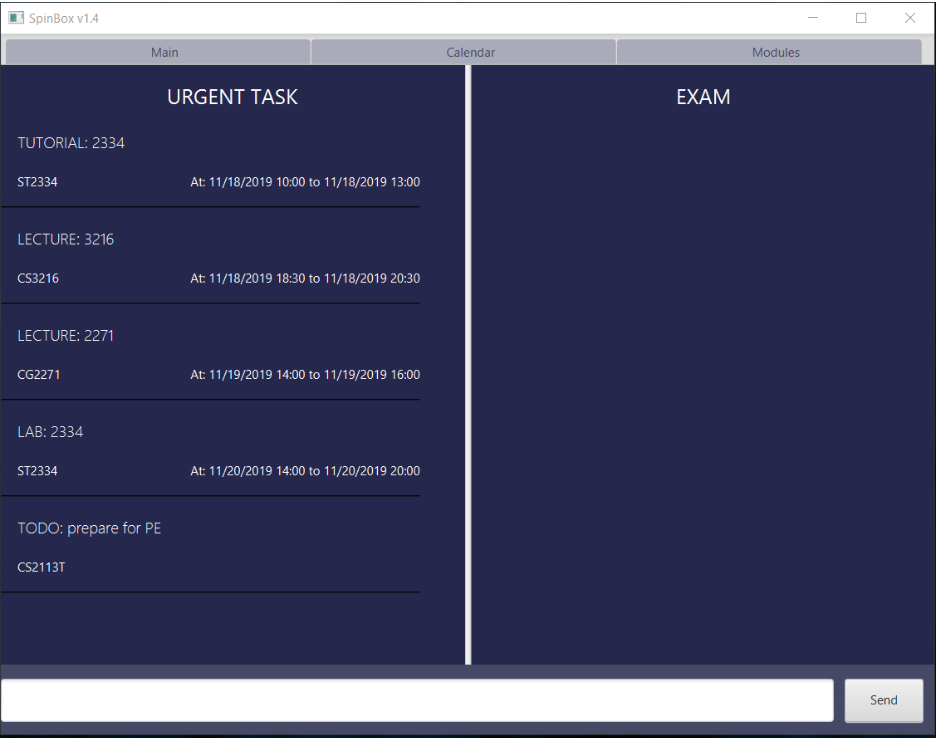 SpinBox v1.4
Main Calendar Modules
URGENT TASK
TUTORIAL: 2334
ST2334 At: 11/18/2019 10:00 to 11/18/2019 13:00
LECTURE: 3216
CS3216 At: 11/18/2019 18:30 to 11/18/2019 20:30
LECTURE: 2271
CG2271 At: 11/19/2019 14:00 to 11/19/2019 16:00
LAB: 2334
ST2334 At: 11/20/2019 14:00 to 11/20/2019 20:00
TODO: prepare for PE
CS2113T
EXAM
Send